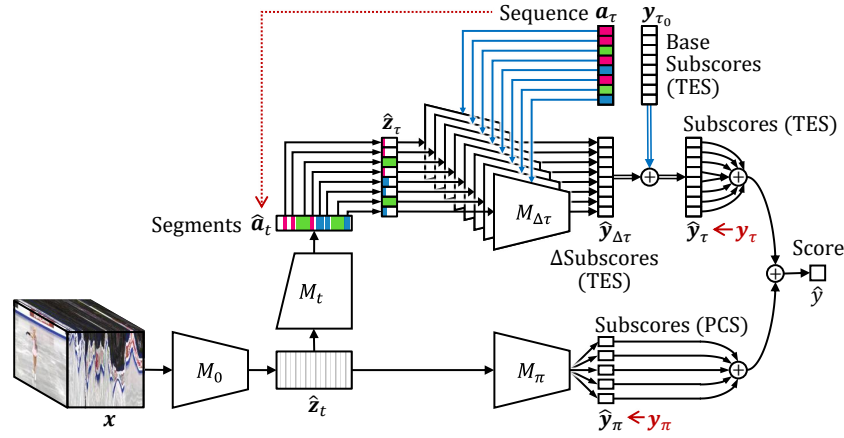 Sequence a_τ
y_τ₀
Base
Subscores
(TES)
ẑ_τ
Subscores (TES)
M_Δτ
Segments â_t
ŷ_Δτ
ŷ_τ ← y_τ
ΔSubscores
(TES)
Score
ŷ
M_t
Subscores (PCS)
M_0
M_π
x
ẑ_t
ŷ_π ← y_π